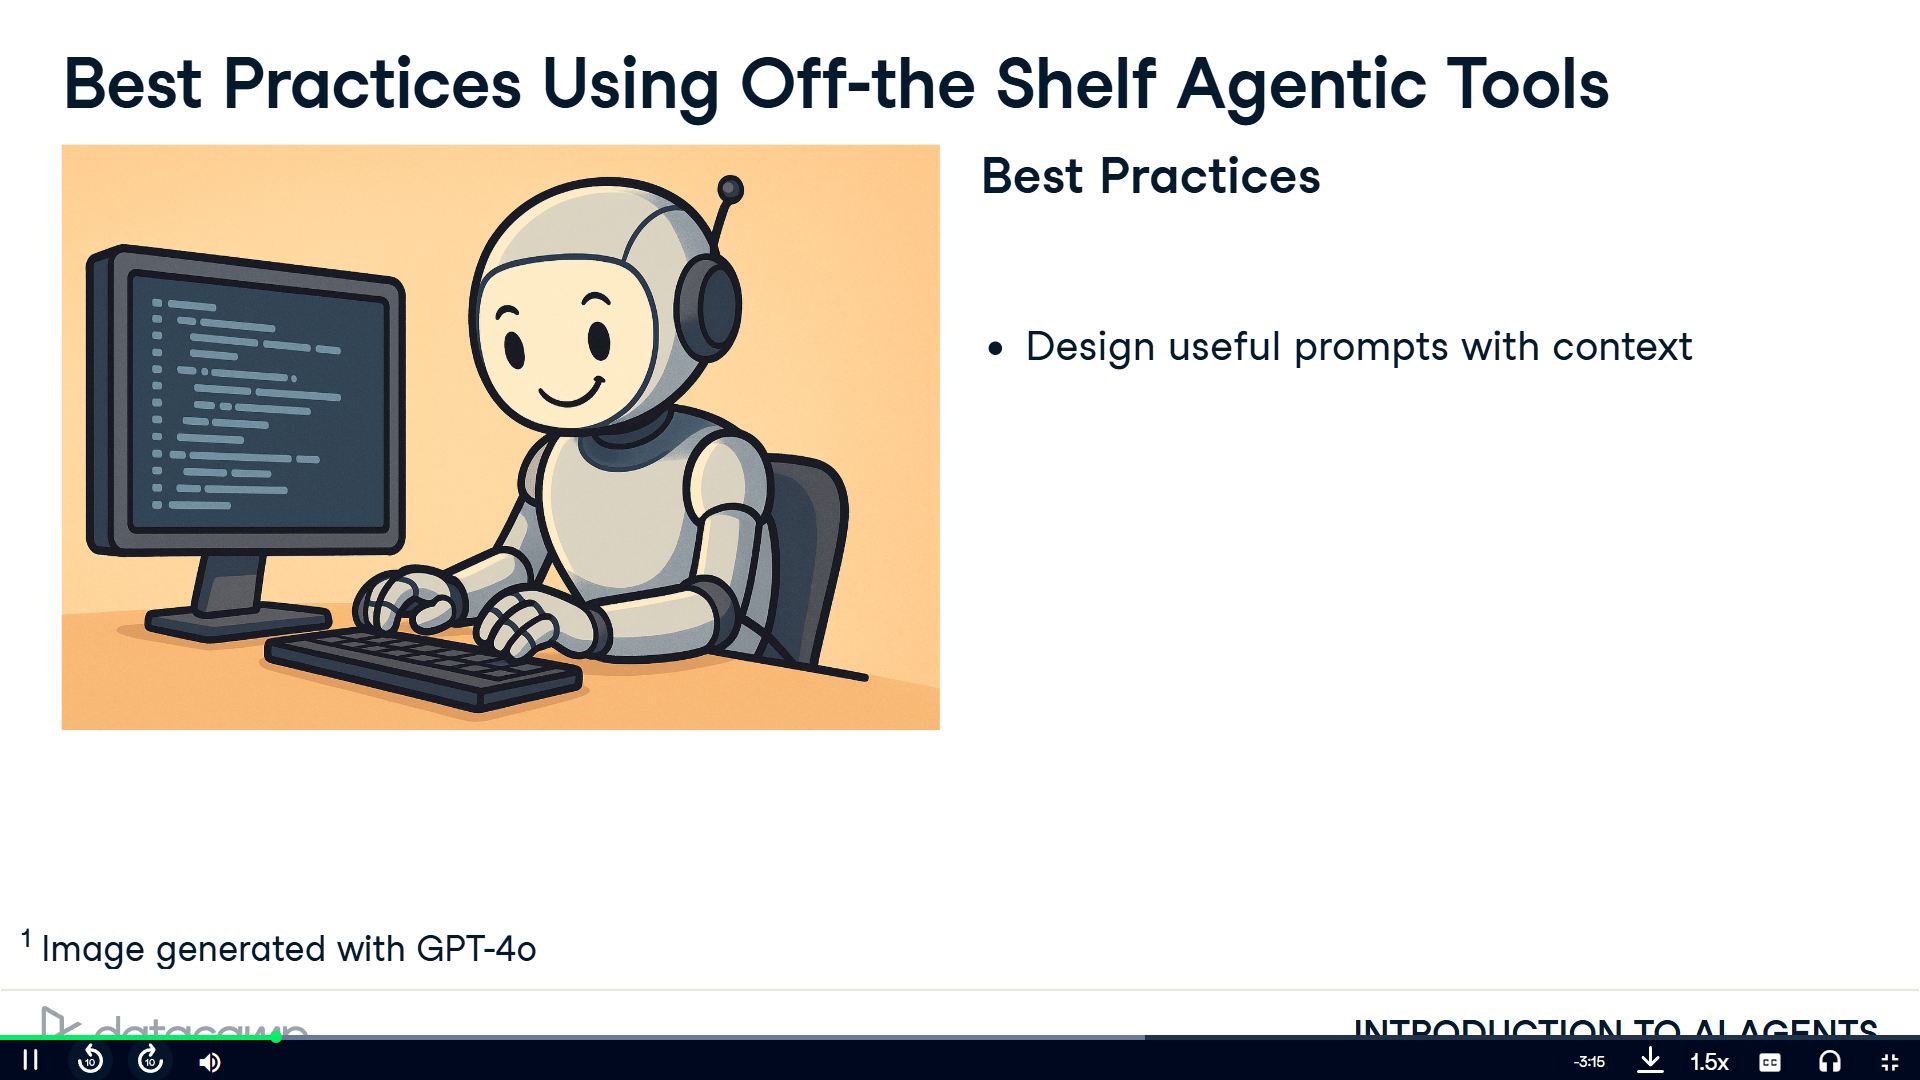 Best Practices Using Off-the Shelf Agentic Tools
Best Practices
• Design useful prompts with context
1 Image generated with GPT-4o
datacamp
INTRODUCTION TO AI AGENTS
10
10
-3:15
1.5x
CC